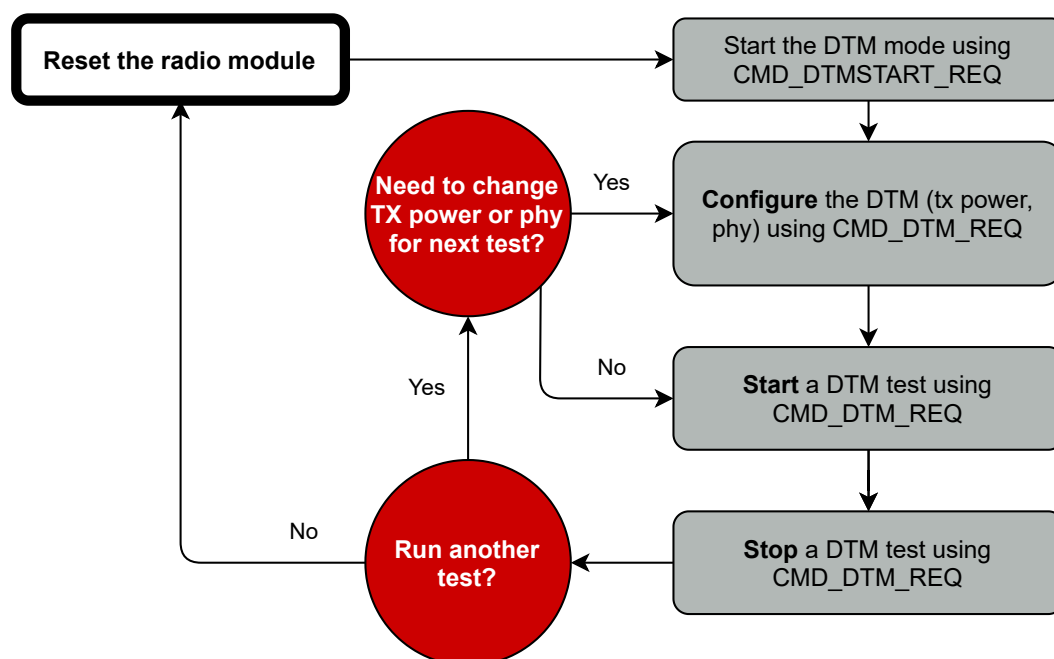 Reset the radio module
Start the DTM mode using
CMD_DTMSTART_REQ
Need to change
TX power or phy
for next test?
Yes
Configure the DTM (tx power,
phy) using CMD_DTM_REQ
No
Start a DTM test using
CMD_DTM_REQ
Yes
No
Run another
test?
Stop a DTM test using
CMD_DTM_REQ